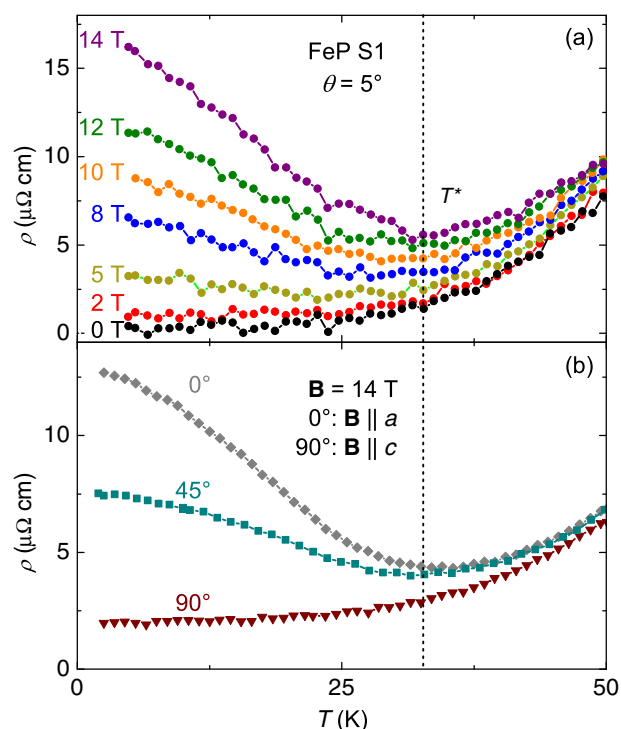 14 T
FeP S1
(a)
θ = 5°
15
12 T
10 T
T*
10
8 T
ρ (μΩ cm)
5 T
5
2 T
0 T
0
0°
B = 14 T
(b)
0°: B || a
90°: B || c
10
45°
ρ (μΩ cm)
5
90°
0
0 25 50
T (K)